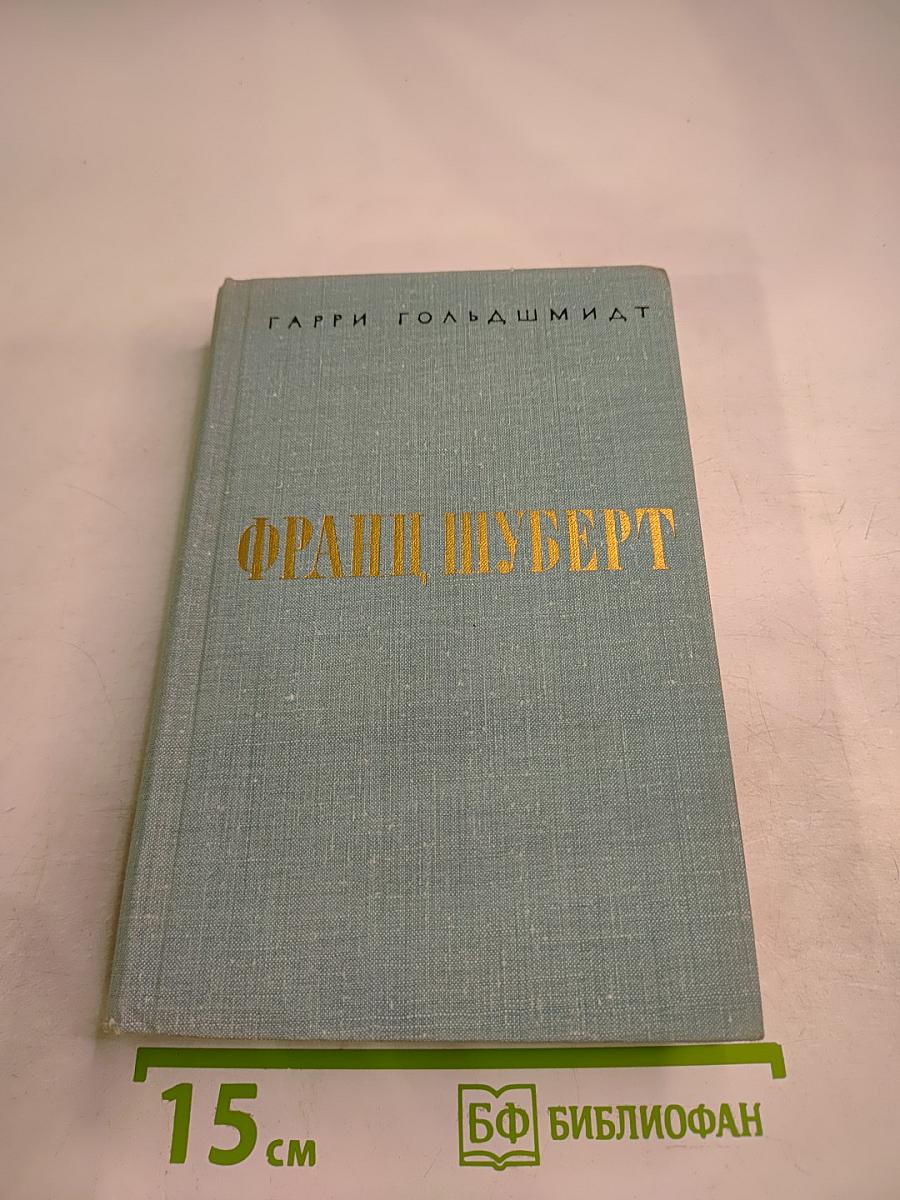 ГАРРИ ГОЛЬДШМИДТ
ФРАНЦ ШУБЕРТ
15 см
БФ БИБЛИОФАН